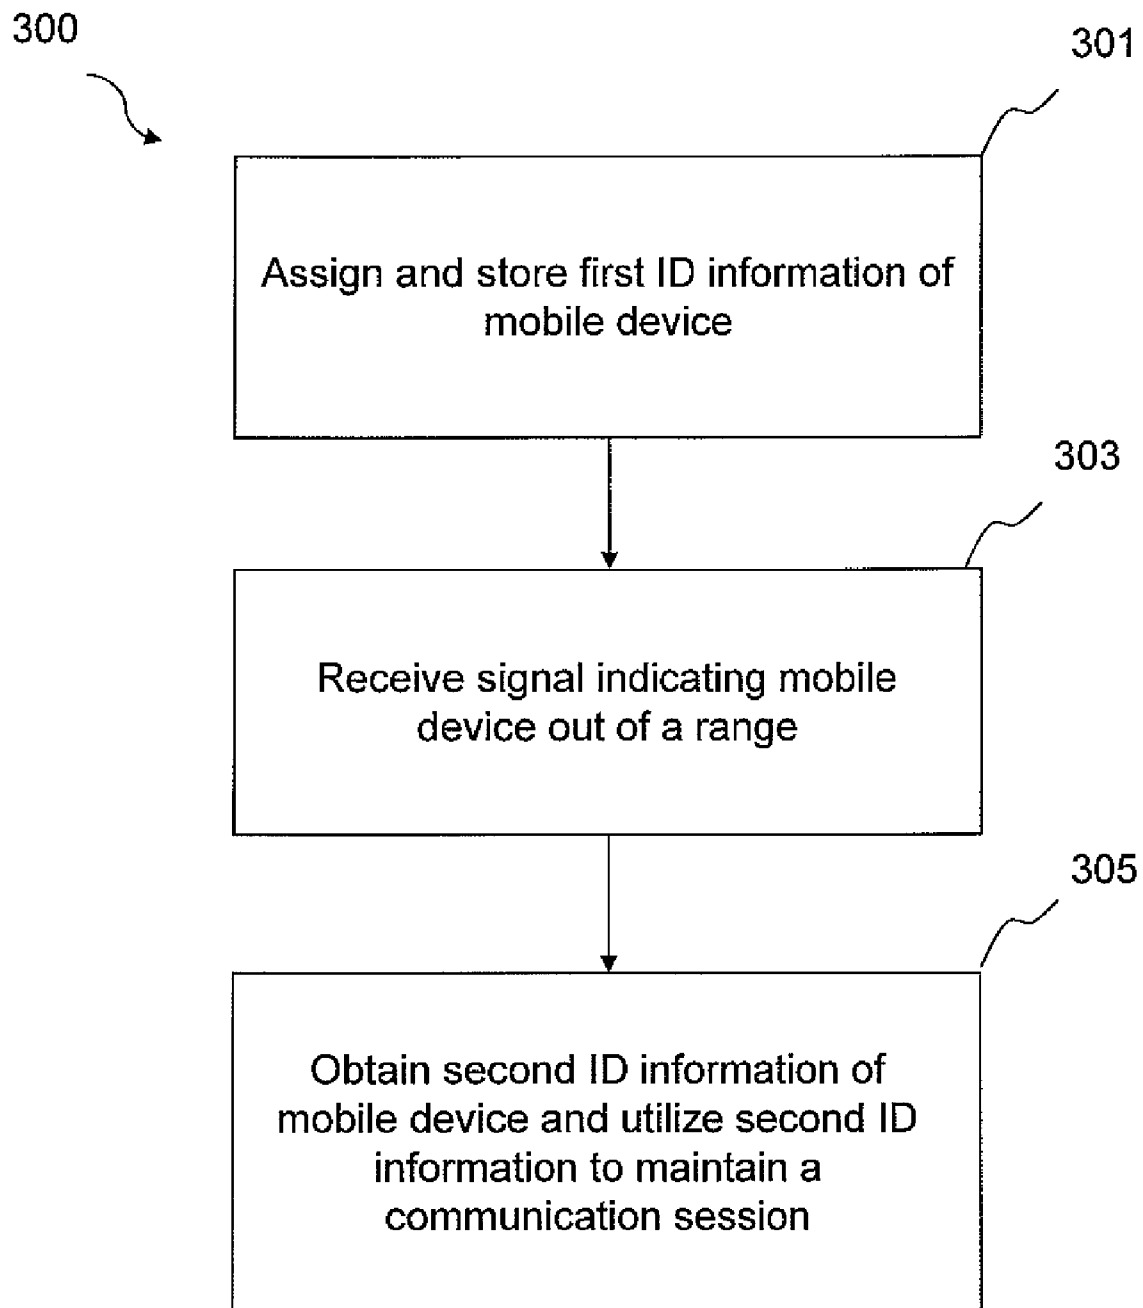 300
301
Assign and store first ID information of
mobile device
303
Receive signal indicating mobile
device out of a range
305
Obtain second ID information of
mobile device and utilize second ID
information to maintain a
communication session